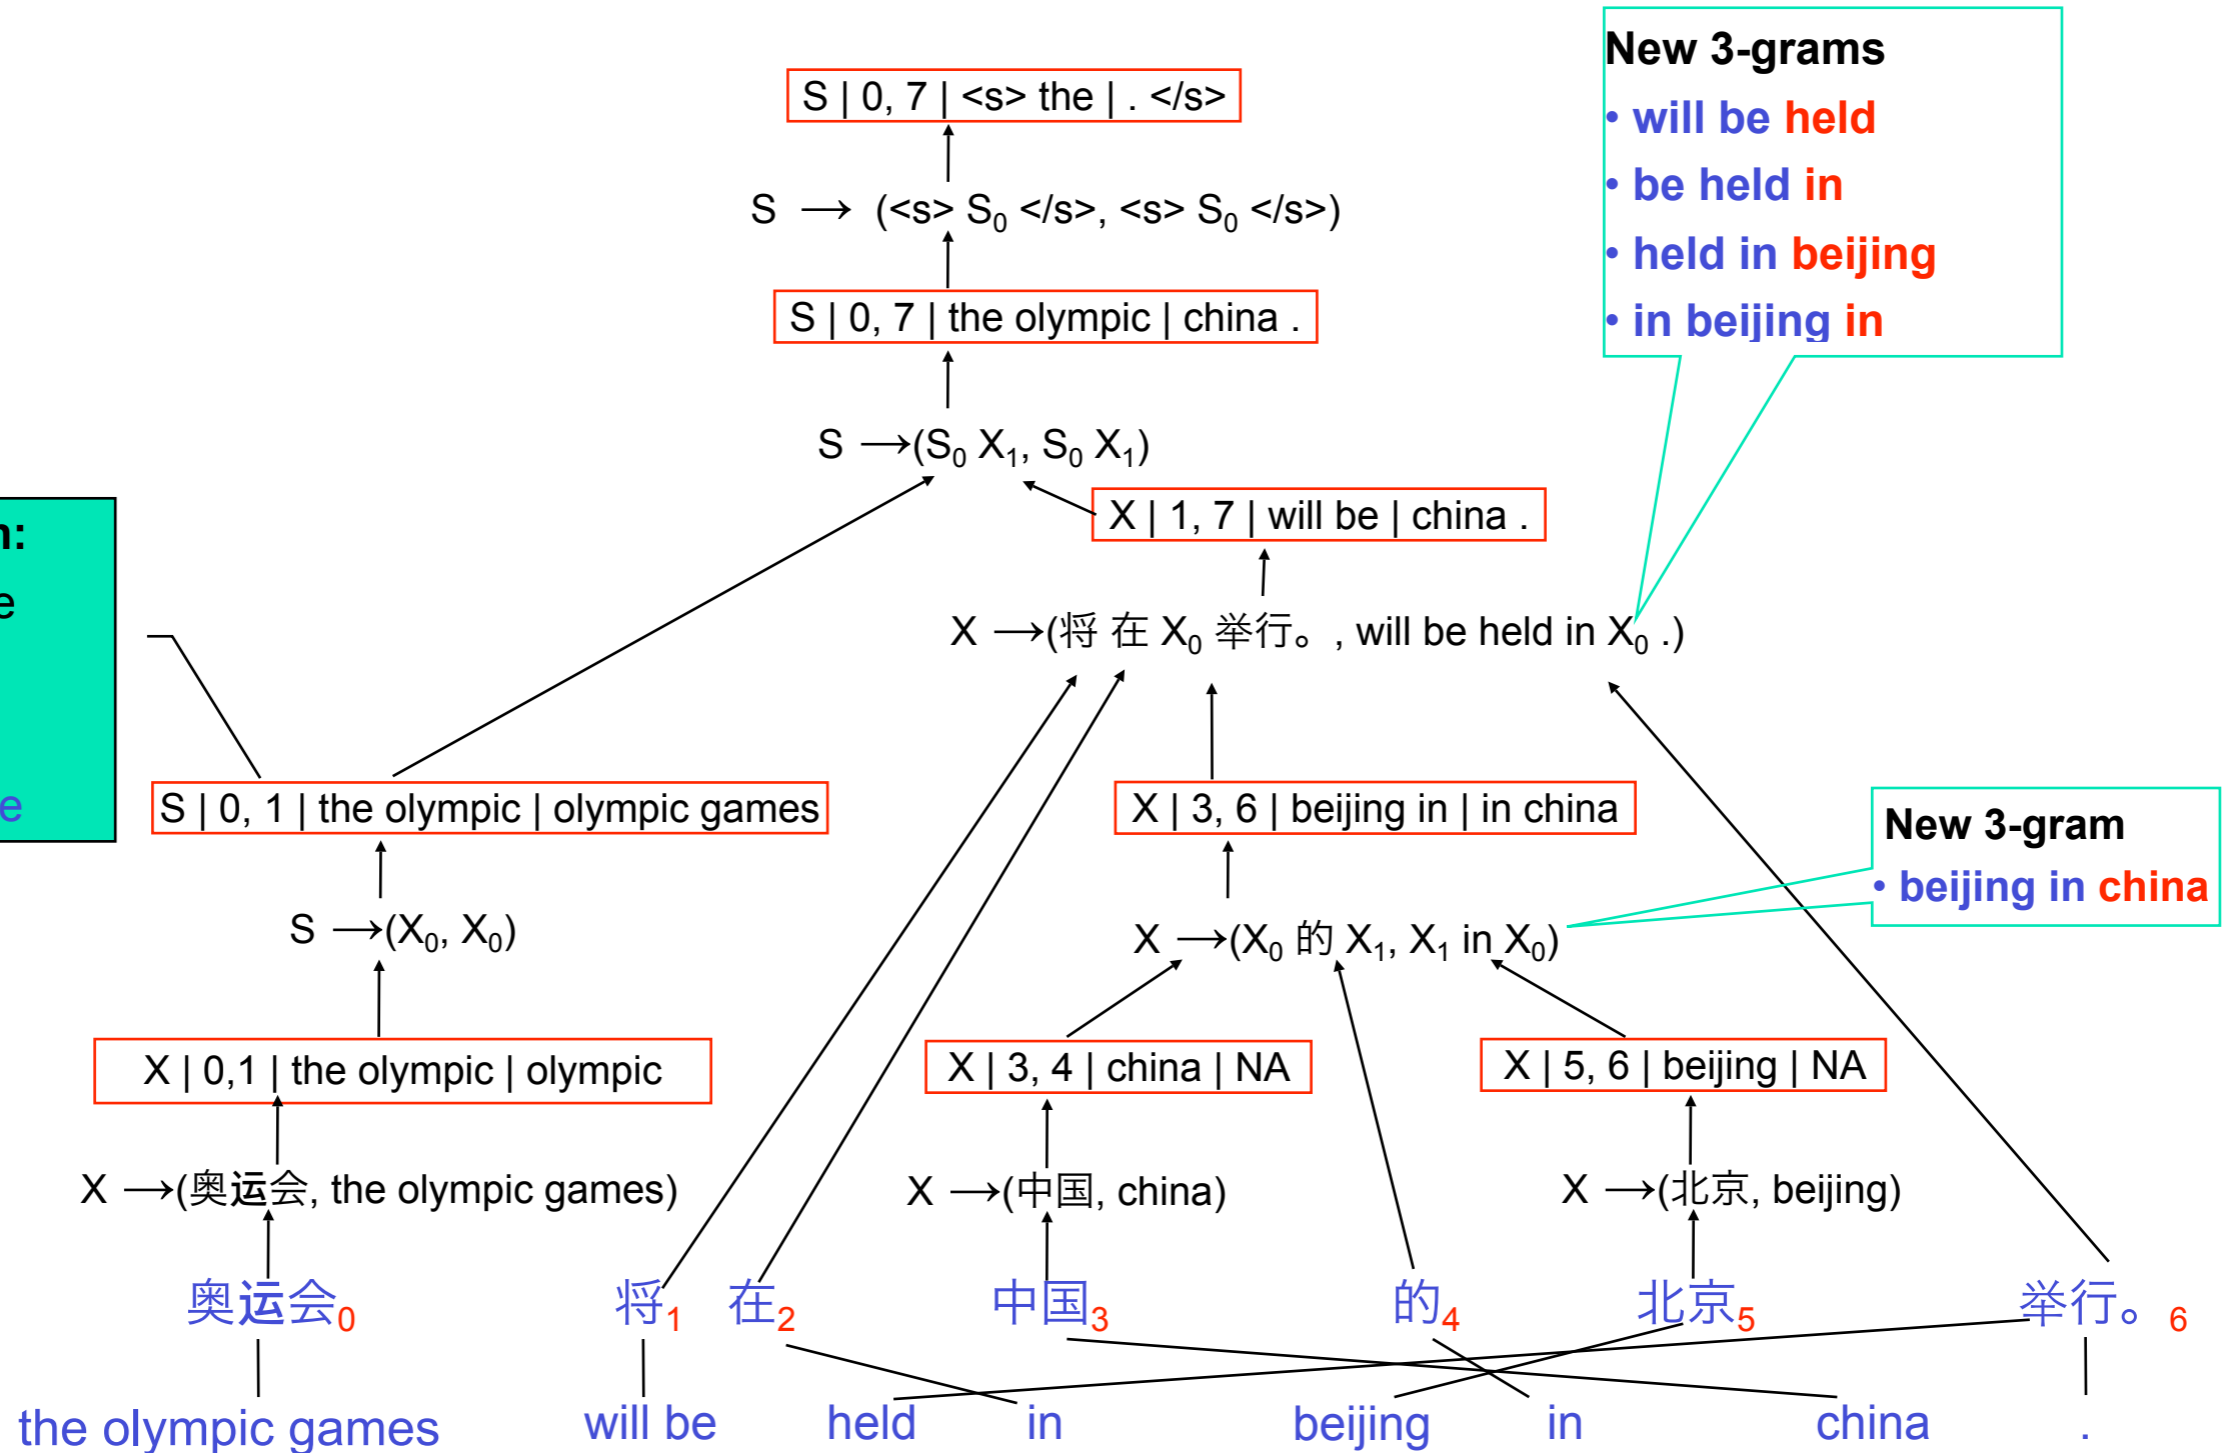 New 3-grams
• will be held
• be held in
• held in beijing
• in beijing in
S | 0, 7 | <s> the | . </s>
S → (<s> S0 </s>, <s> S0 </s>)
S | 0, 7 | the olympic | china .
S →(S0 X1, S0 X1)
X | 1, 7 | will be | china .
n:
e
e
X →(将 在 X0 举行。, will be held in X0 .)
S | 0, 1 | the olympic | olympic games
X | 3, 6 | beijing in | in china
New 3-gram
• beijing in china
S →(X0, X0)
X →(X0 的 X1, X1 in X0)
X | 0,1 | the olympic | olympic
X | 3, 4 | china | NA
X | 5, 6 | beijing | NA
X →(奥运会, the olympic games)
X →(中国, china)
X →(北京, beijing)
奥运会0 将1 在2 中国3 的4 北京5 举行。6
the olympic games will be held in beijing in china .